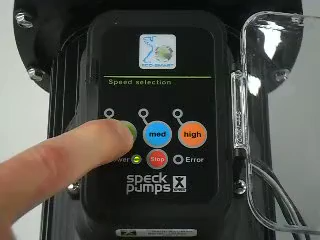 Speed selection
med high
Stop Error
speck
pumps